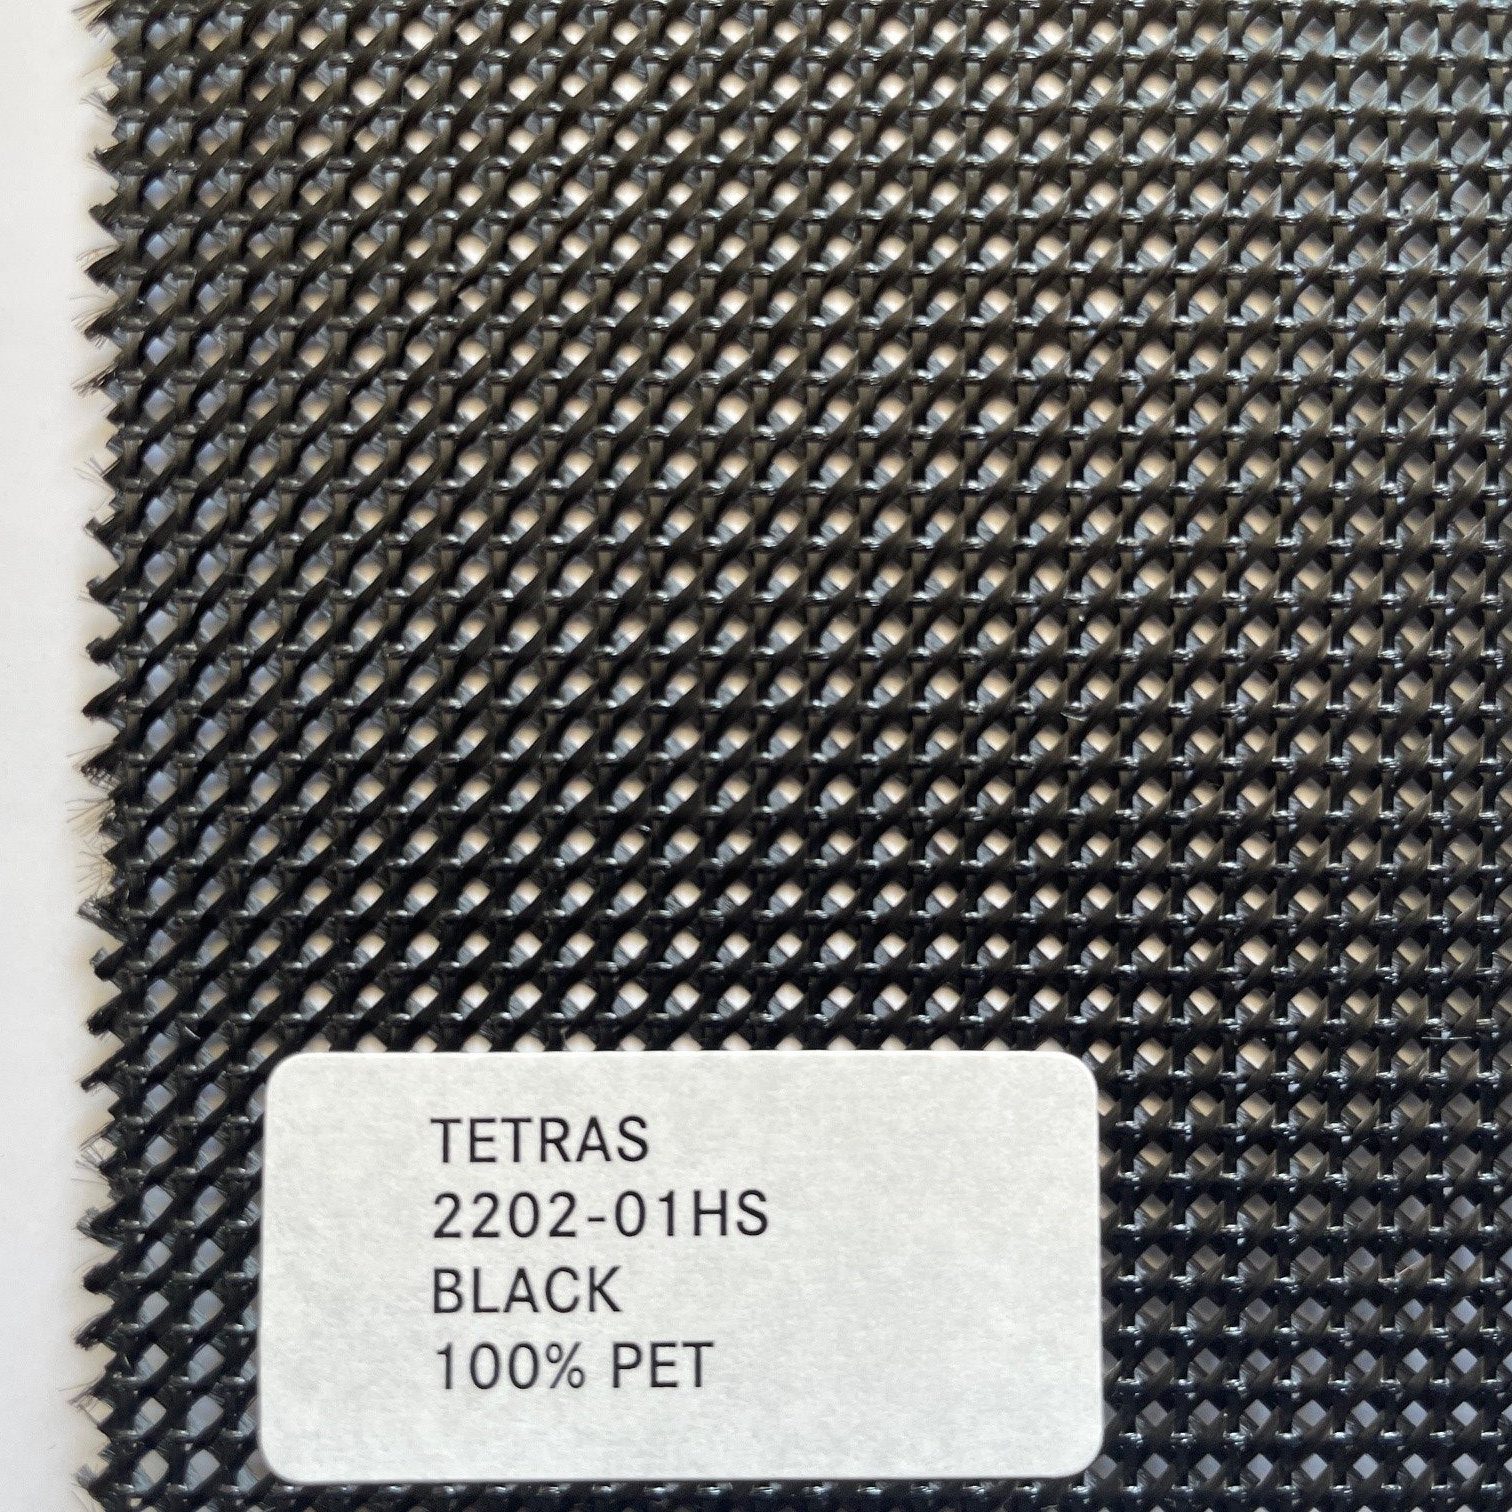 TETRAS
2202-01HS
BLACK
100% PET